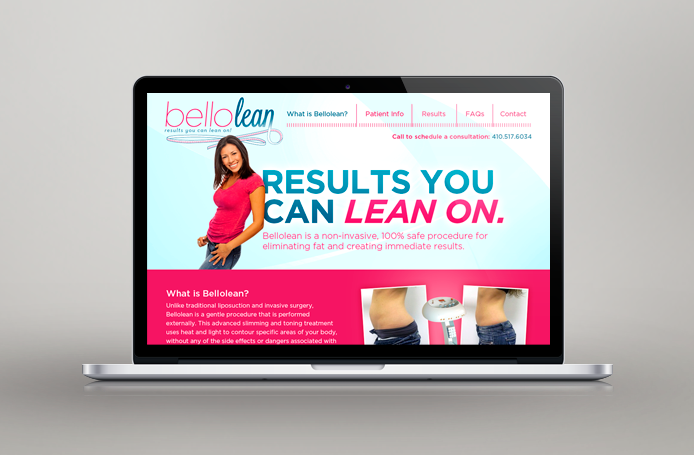 bellolean
results you can lean on!
What is Bellolean?
Patient Info
Results
FAQs
Contact
Call to schedule a consultation: 410.517.6034
RESULTS YOU
CAN LEAN ON.
Bellolean is a non-invasive, 100% safe procedure for
eliminating fat and creating immediate results.
What is Bellolean?
Unlike traditional liposuction and invasive surgery,
Bellolean is a gentle procedure that is performed
externally. This advanced slimming and toning treatment
uses heat and light to contour specific areas of your body,
without any of the side effects or dangers associated with